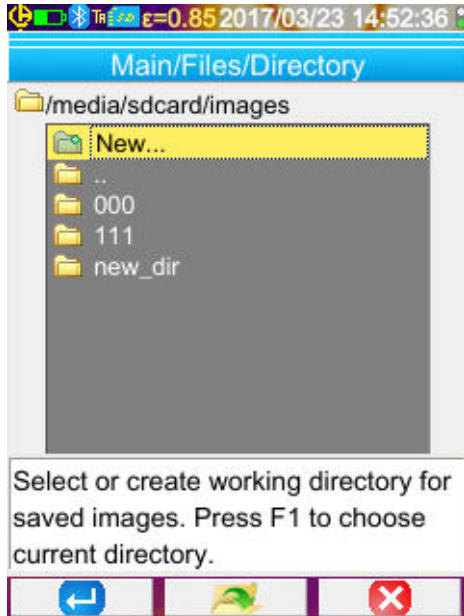 ε=0.85 2017/03/23 14:52:36
Main/Files/Directory
/media/sdcard/images
New...
..
000
111
new_dir
Select or create working directory for
saved images. Press F1 to choose
current directory.